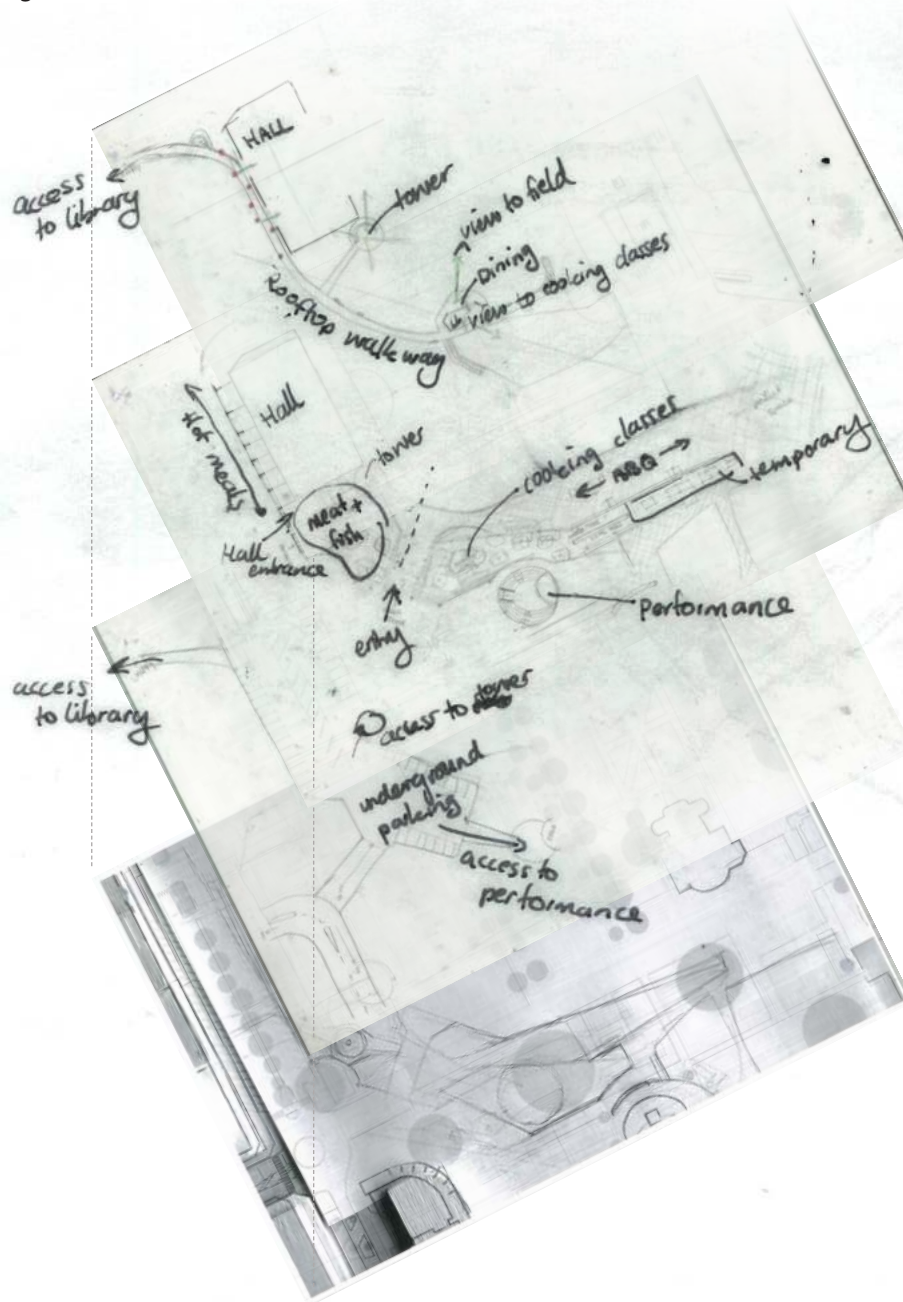 HALL
access
to library
tower
view to field
Dining
view to cooking classes
Rooftop walkway
Hall
Hot meals
tower
cooking classes
BBQ
temporary
meat +
fish
Hall
entrance
entry
performance
access
to library
access to tower
underground
parking
access to
performance